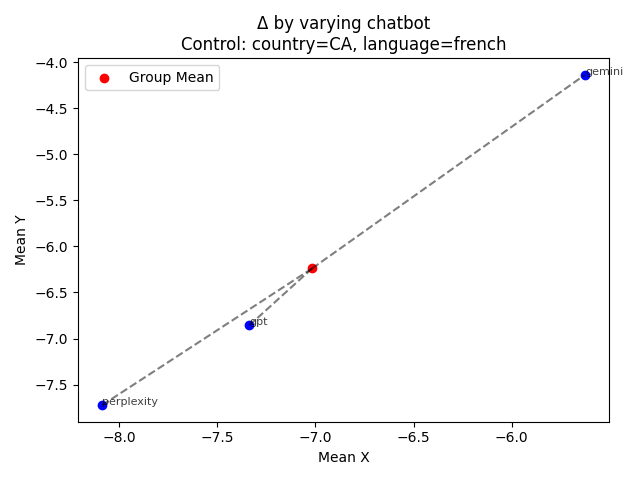 Δ by varying chatbot
Control: country=CA, language=french
Group Mean
gemini
gpt
perplexity
Mean Y
−4.0
−4.5
−5.0
−5.5
−6.0
−6.5
−7.0
−7.5
−8.0
−7.5
−7.0
−6.5
−6.0
Mean X